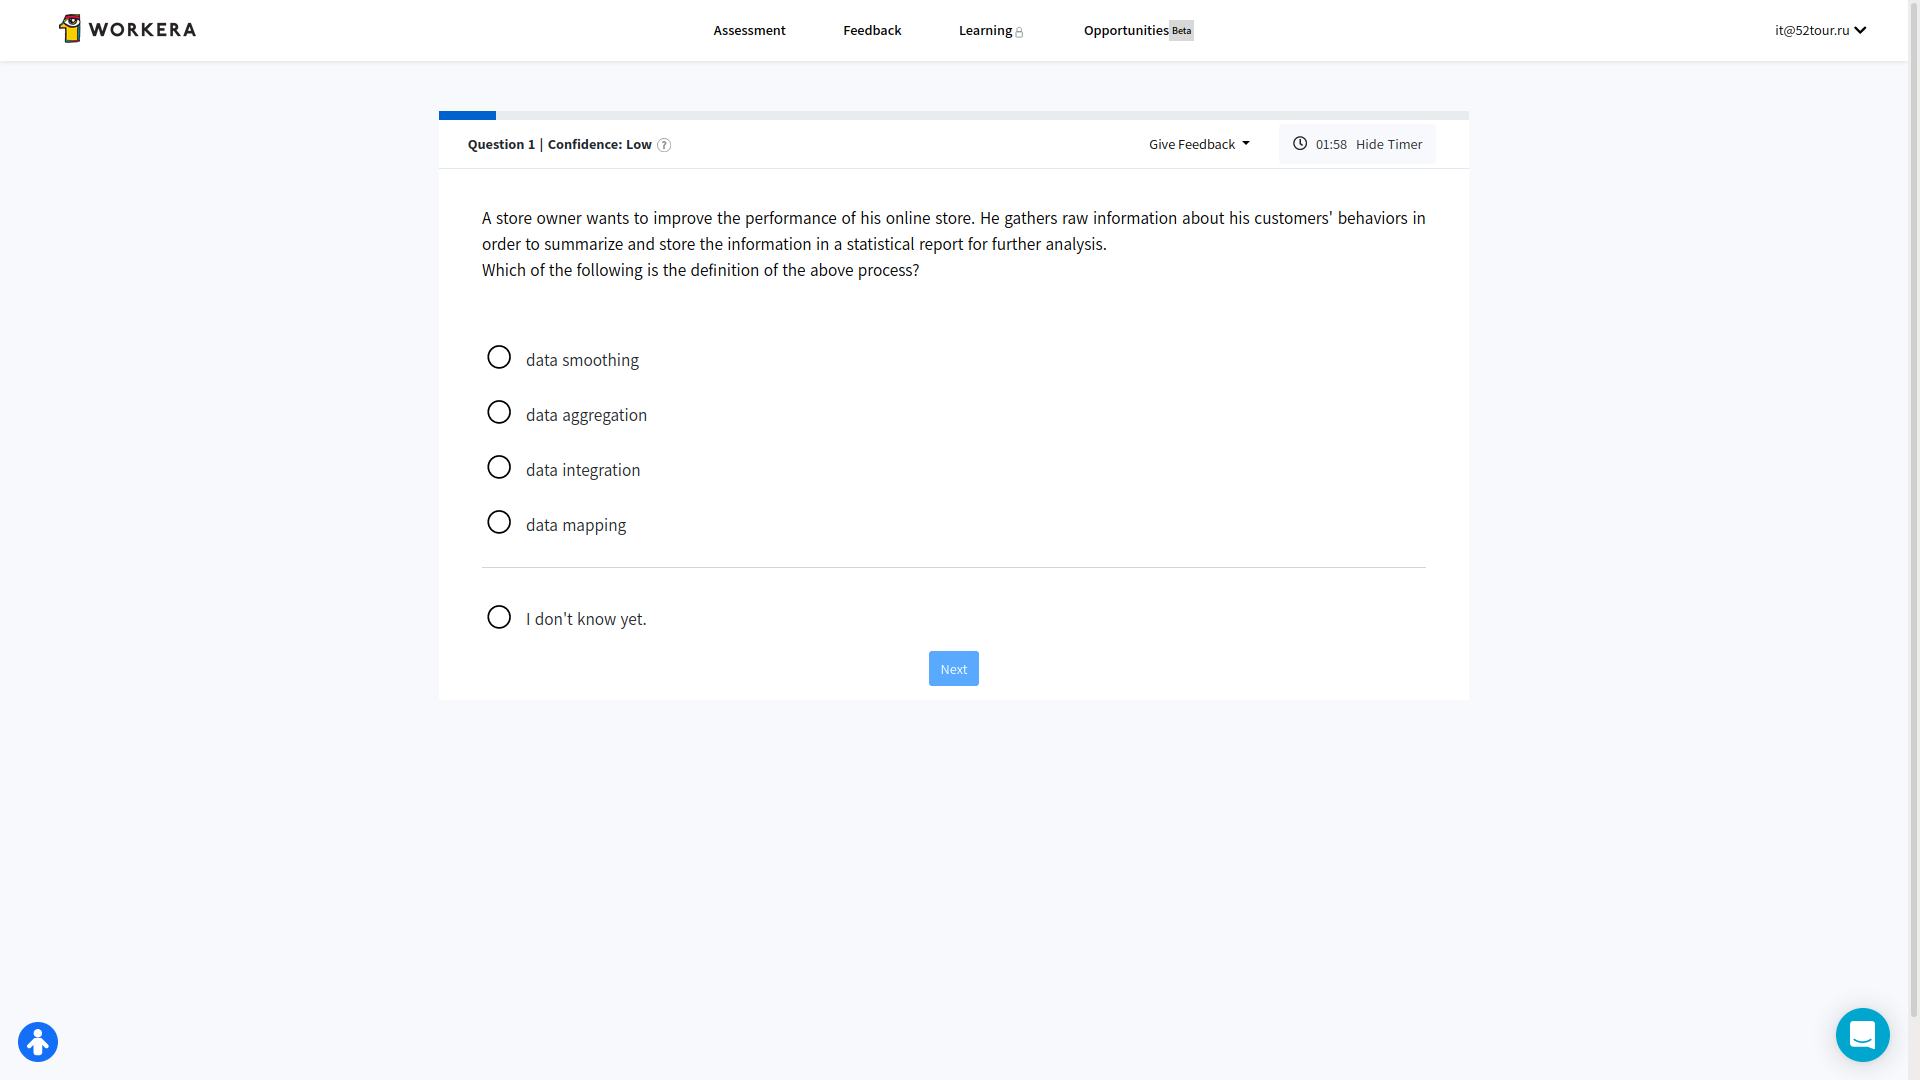 WORKERA
Assessment
Feedback
Learning
Opportunities Beta
it@52tour.ru
Question 1 | Confidence: Low ?
Give Feedback
01:58 Hide Timer
A store owner wants to improve the performance of his online store. He gathers raw information about his customers' behaviors in
order to summarize and store the information in a statistical report for further analysis.
Which of the following is the definition of the above process?
data smoothing
data aggregation
data integration
data mapping
I don't know yet.
Next